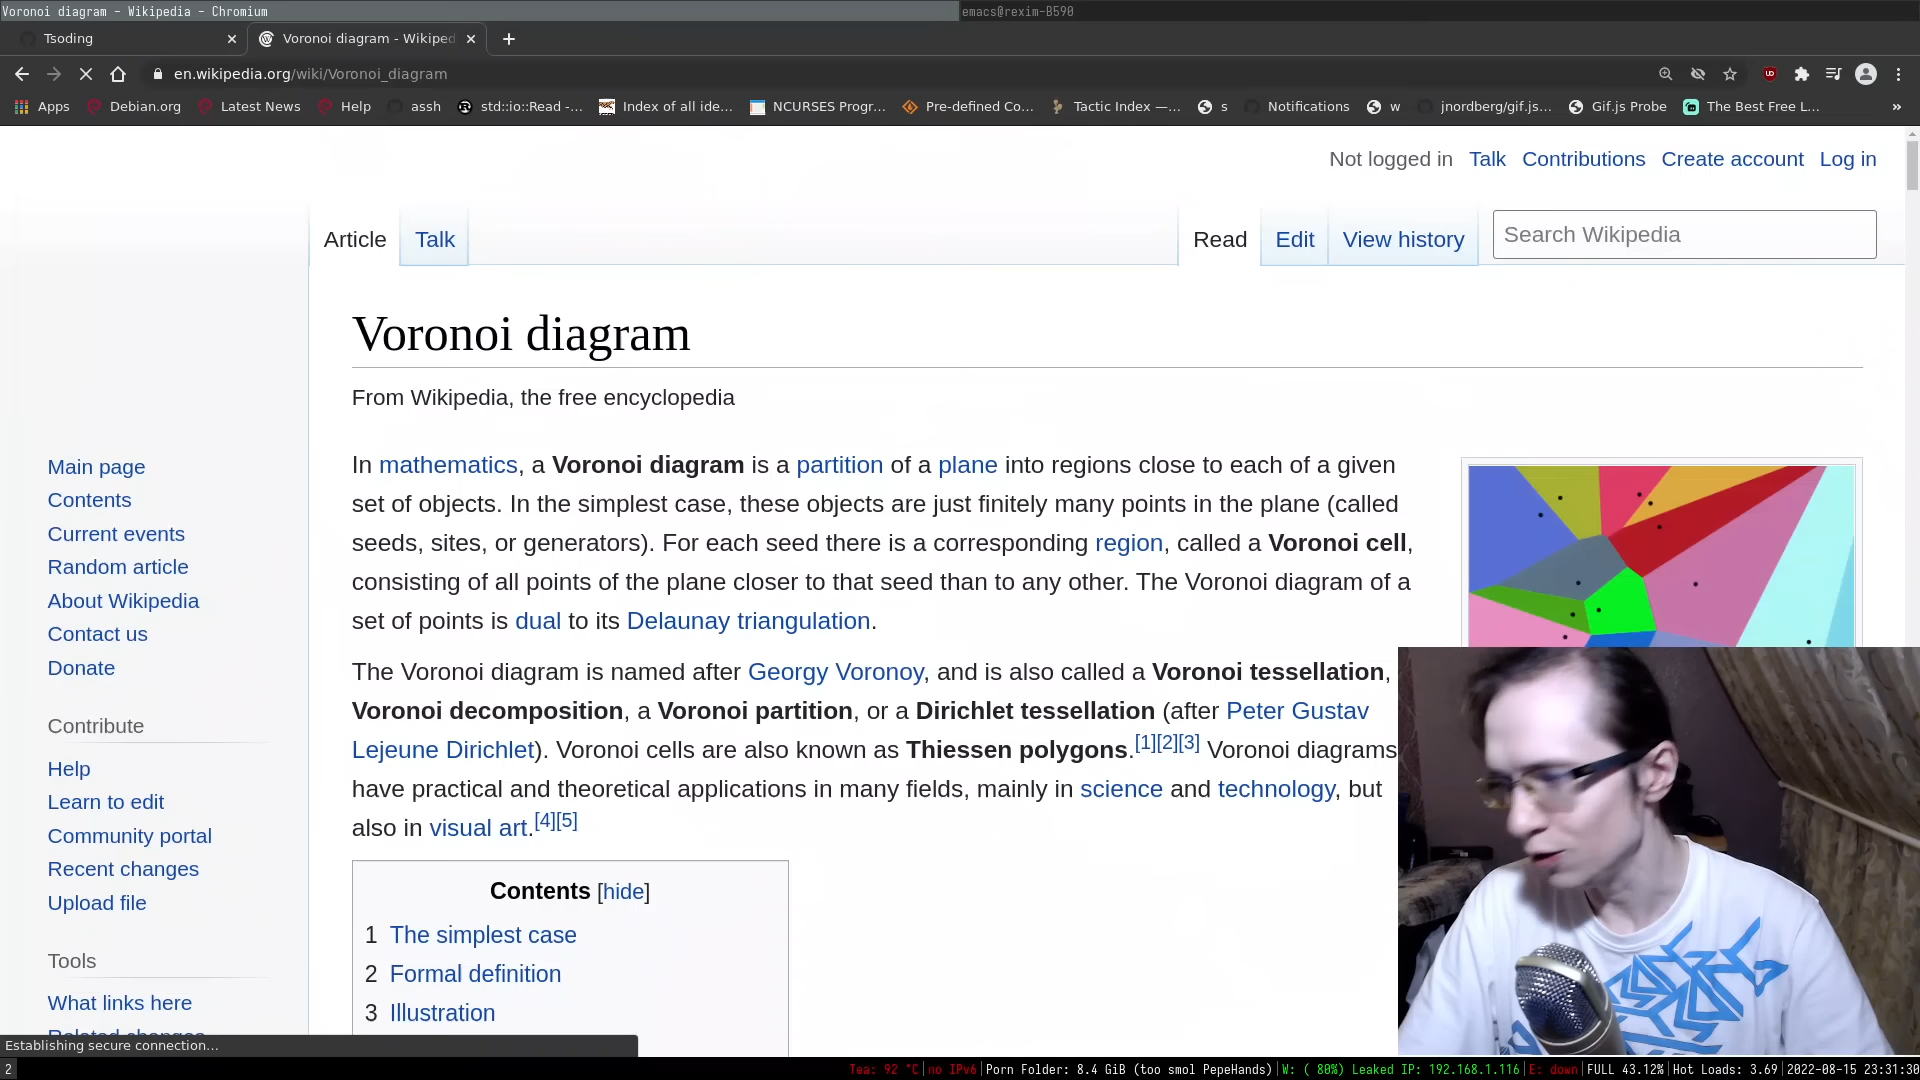 Voronoi diagram - Wikipedia - Chromium
emacs@rexim-B590
Tsoding
Voronoi diagram - Wikiped
en.wikipedia.org/wiki/Voronoi_diagram
Apps
Debian.org
Latest News
Help
assh
std::io::Read -...
Index of all ide...
NCURSES Progr...
Pre-defined Co...
Tactic Index —...
s
Notifications
w
jnordberg/gif.js...
Gif.js Probe
The Best Free L...
»
Not logged in Talk Contributions Create account Log in
Article Talk Read Edit View history Search Wikipedia
Voronoi diagram
From Wikipedia, the free encyclopedia
In mathematics, a Voronoi diagram is a partition of a plane into regions close to each of a given
set of objects. In the simplest case, these objects are just finitely many points in the plane (called
seeds, sites, or generators). For each seed there is a corresponding region, called a Voronoi cell,
consisting of all points of the plane closer to that seed than to any other. The Voronoi diagram of a
set of points is dual to its Delaunay triangulation.
The Voronoi diagram is named after Georgy Voronoy, and is also called a Voronoi tessellation,
Voronoi decomposition, a Voronoi partition, or a Dirichlet tessellation (after Peter Gustav
Lejeune Dirichlet). Voronoi cells are also known as Thiessen polygons.[1][2][3] Voronoi diagrams
have practical and theoretical applications in many fields, mainly in science and technology, but
also in visual art.[4][5]
Contents [hide]
1 The simplest case
2 Formal definition
3 Illustration
Main page
Contents
Current events
Random article
About Wikipedia
Contact us
Donate
Contribute
Help
Learn to edit
Community portal
Recent changes
Upload file
Tools
What links here
Related changes
Establishing secure connection...
2
Tea: 92 °C|no IPv6|Porn Folder: 8.4 GiB (too smol PepeHands)|W: ( 80%) Leaked IP: 192.168.1.116|E: down|FULL 43.12%|Hot Loads: 3.69|2022-08-15 23:31:30